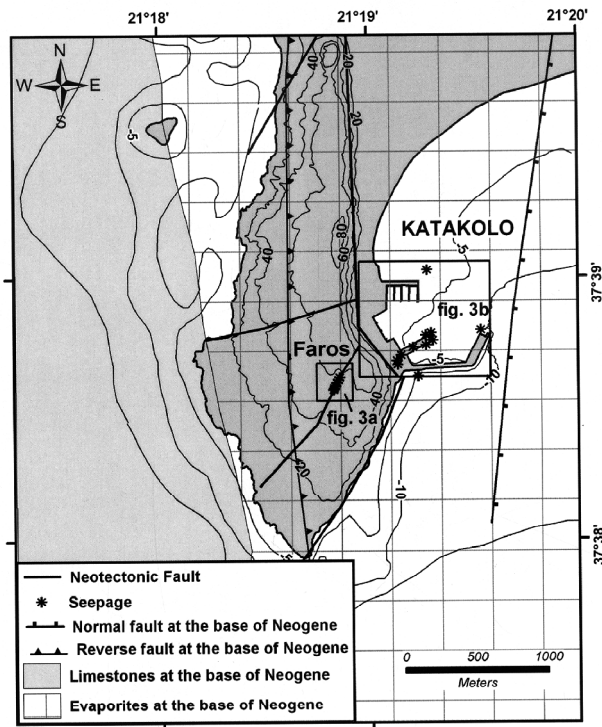 21°18' 21°19' 21°20'
N
W E
S
40
20
20
-5
KATAKOLO
80
60
40
-5
37°39'
fig. 3b
Faros
-5
-10
40
fig. 3a
20
-10
37°38'
-5
Neotectonic Fault
Seepage
Normal fault at the base of Neogene
Reverse fault at the base of Neogene
Limestones at the base of Neogene
Evaporites at the base of Neogene
0 500 1000
Meters